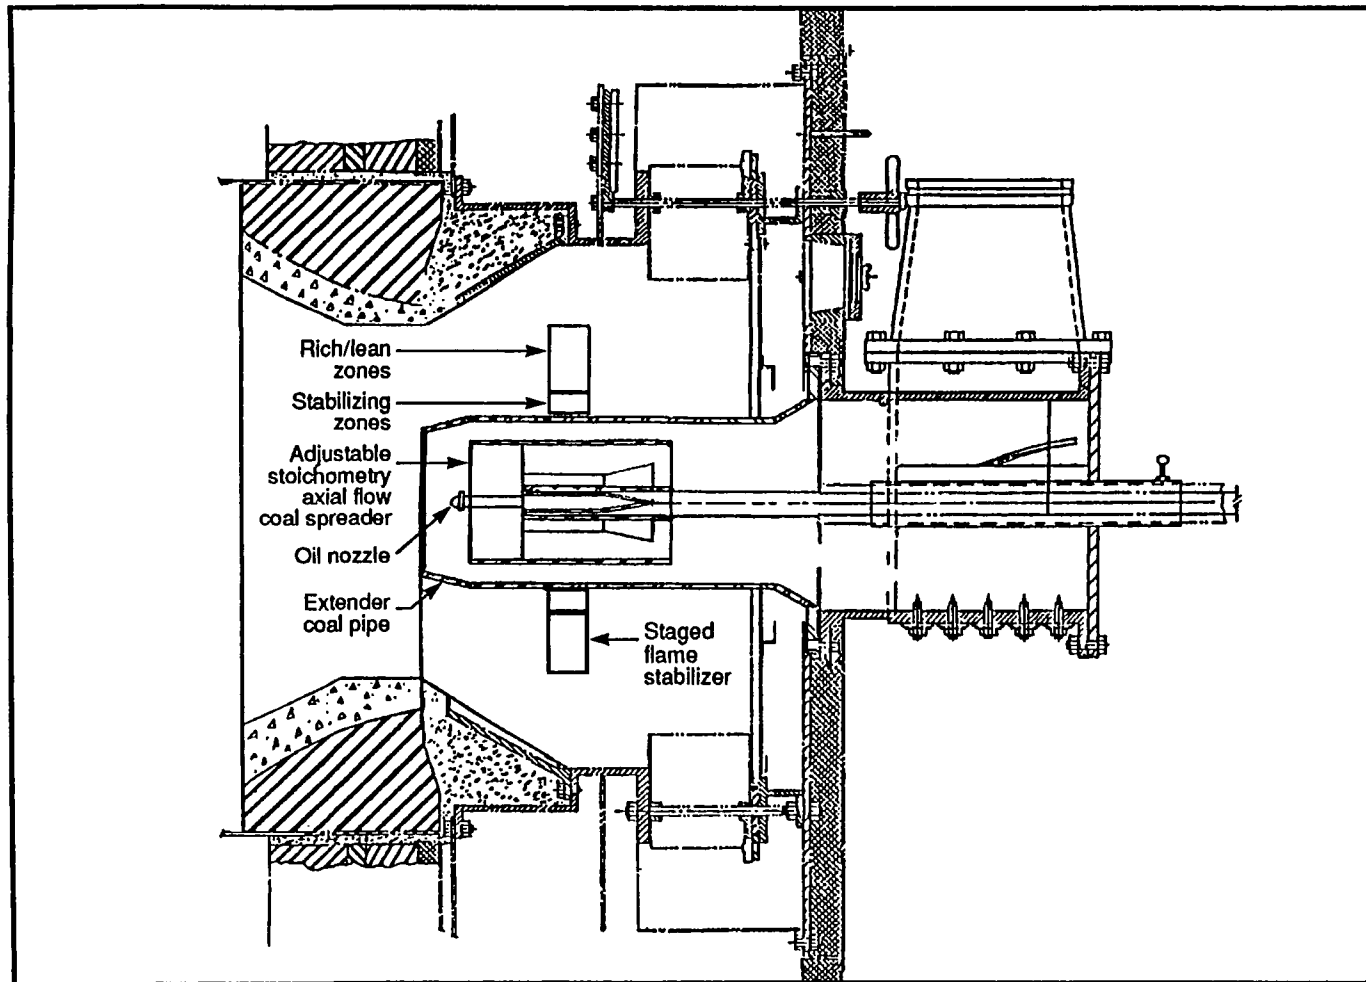 Rich/lean
zones
Stabilizing
zones
Adjustable
stoichometry
axial flow
coal spreader
Oil nozzle
Extender
coal pipe
Staged
flame
stabilizer